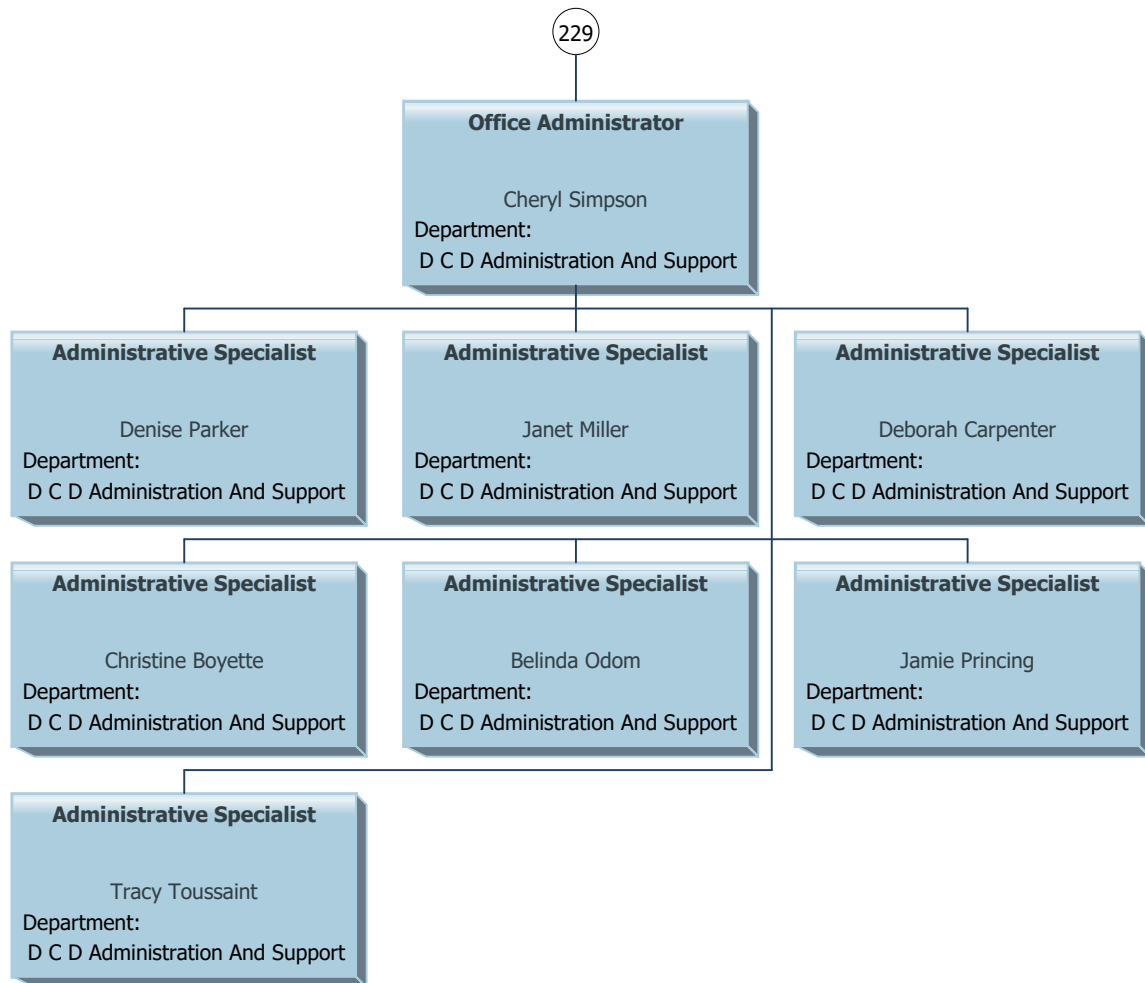 229
Office Administrator
Cheryl Simpson
Department:
D C D Administration And Support
Administrative Specialist
Denise Parker
Department:
D C D Administration And Support
Administrative Specialist
Janet Miller
Department:
D C D Administration And Support
Administrative Specialist
Deborah Carpenter
Department:
D C D Administration And Support
Administrative Specialist
Christine Boyette
Department:
D C D Administration And Support
Administrative Specialist
Belinda Odom
Department:
D C D Administration And Support
Administrative Specialist
Jamie Princing
Department:
D C D Administration And Support
Administrative Specialist
Tracy Toussaint
Department:
D C D Administration And Support